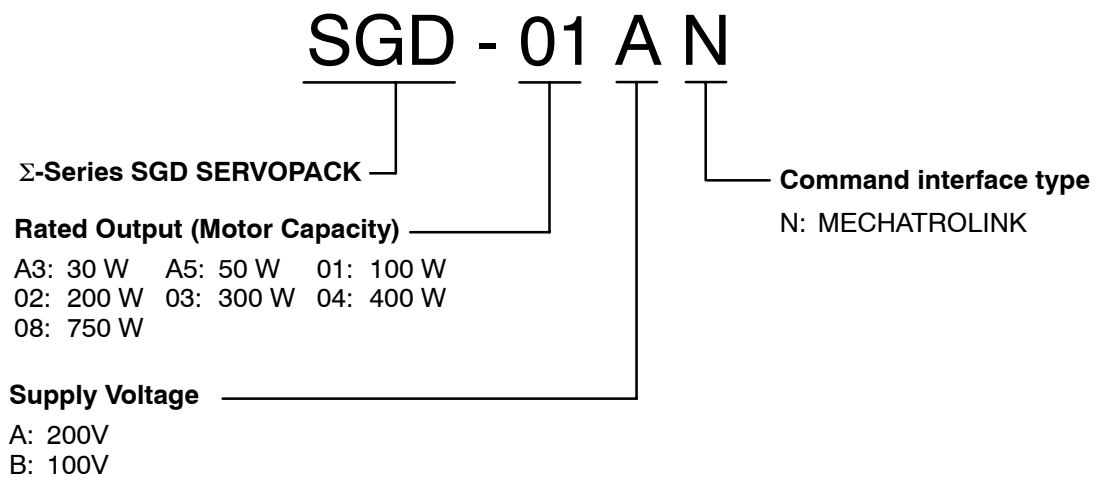 SGD - 01 A N
Σ-Series SGD SERVOPACK
Rated Output (Motor Capacity)
A3: 30 W A5: 50 W 01: 100 W
02: 200 W 03: 300 W 04: 400 W
08: 750 W
Supply Voltage
A: 200V
B: 100V
Command interface type
N: MECHATROLINK